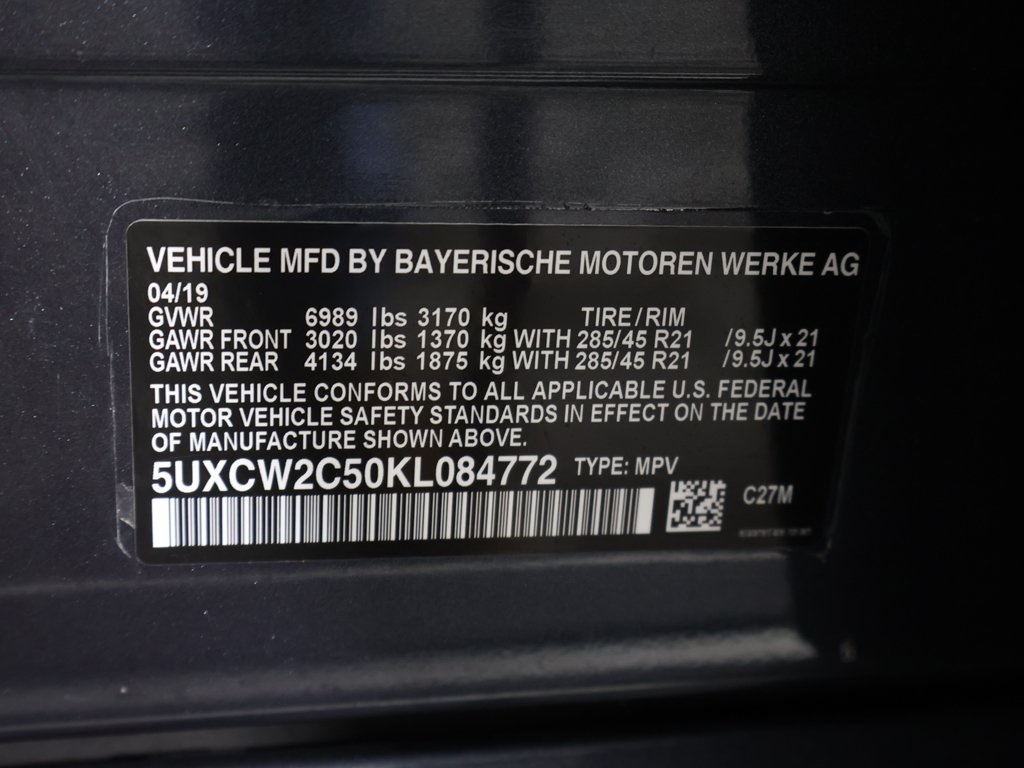 VEHICLE MFD BY BAYERISCHE MOTOREN WERKE AG
04/19
GVWR 6989 lbs 3170 kg TIRE/RIM
GAWR FRONT 3020 lbs 1370 kg WITH 285/45 R21 /9.5J x 21
GAWR REAR 4134 lbs 1875 kg WITH 285/45 R21 /9.5J x 21
THIS VEHICLE CONFORMS TO ALL APPLICABLE U.S. FEDERAL
MOTOR VEHICLE SAFETY STANDARDS IN EFFECT ON THE DATE
OF MANUFACTURE SHOWN ABOVE.
5UXCW2C50KL084772 TYPE: MPV
C27M